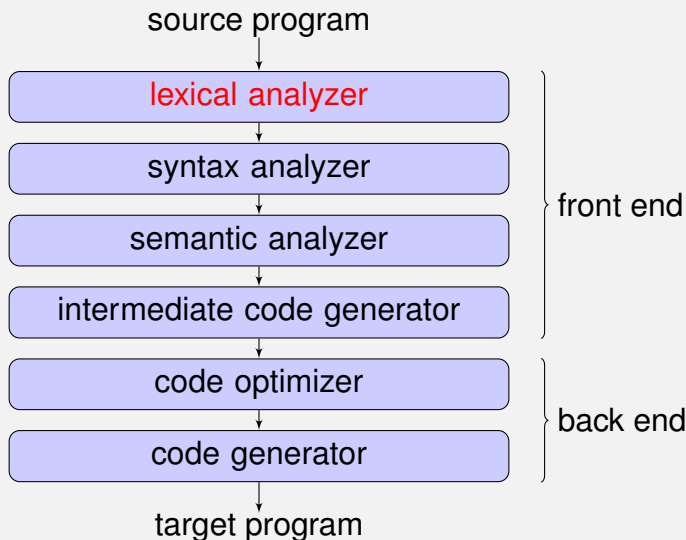 source program
lexical analyzer
syntax analyzer
semantic analyzer
intermediate code generator
front end
code optimizer
code generator
back end
target program